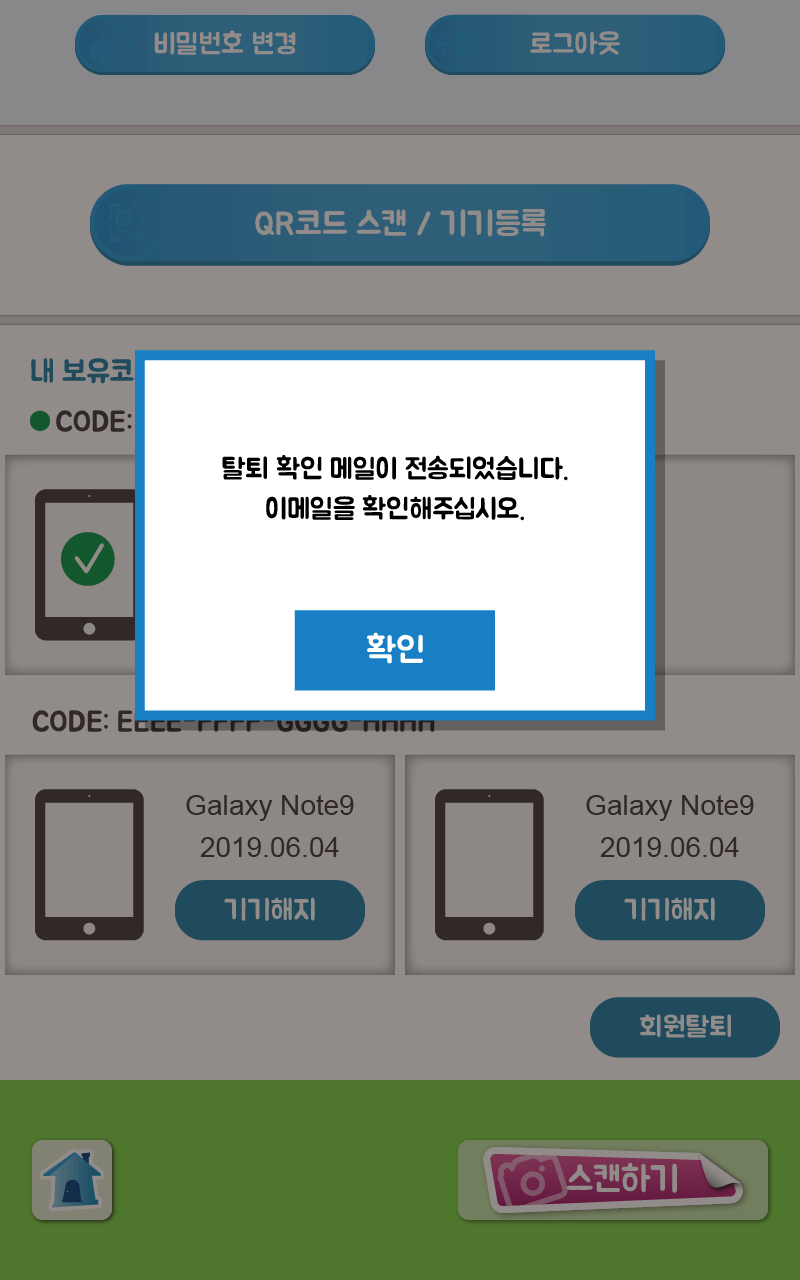 비밀번호 변경
로그아웃
QR코드 스캔 / 기기등록
내 보유코
CODE:
탈퇴 확인 메일이 전송되었습니다.
이메일을 확인해주십시오.
확인
CODE: EEEE-FFFF-GGGG-HHHH
Galaxy Note9
2019.06.04
기기해지
Galaxy Note9
2019.06.04
기기해지
회원탈퇴
스캔하기